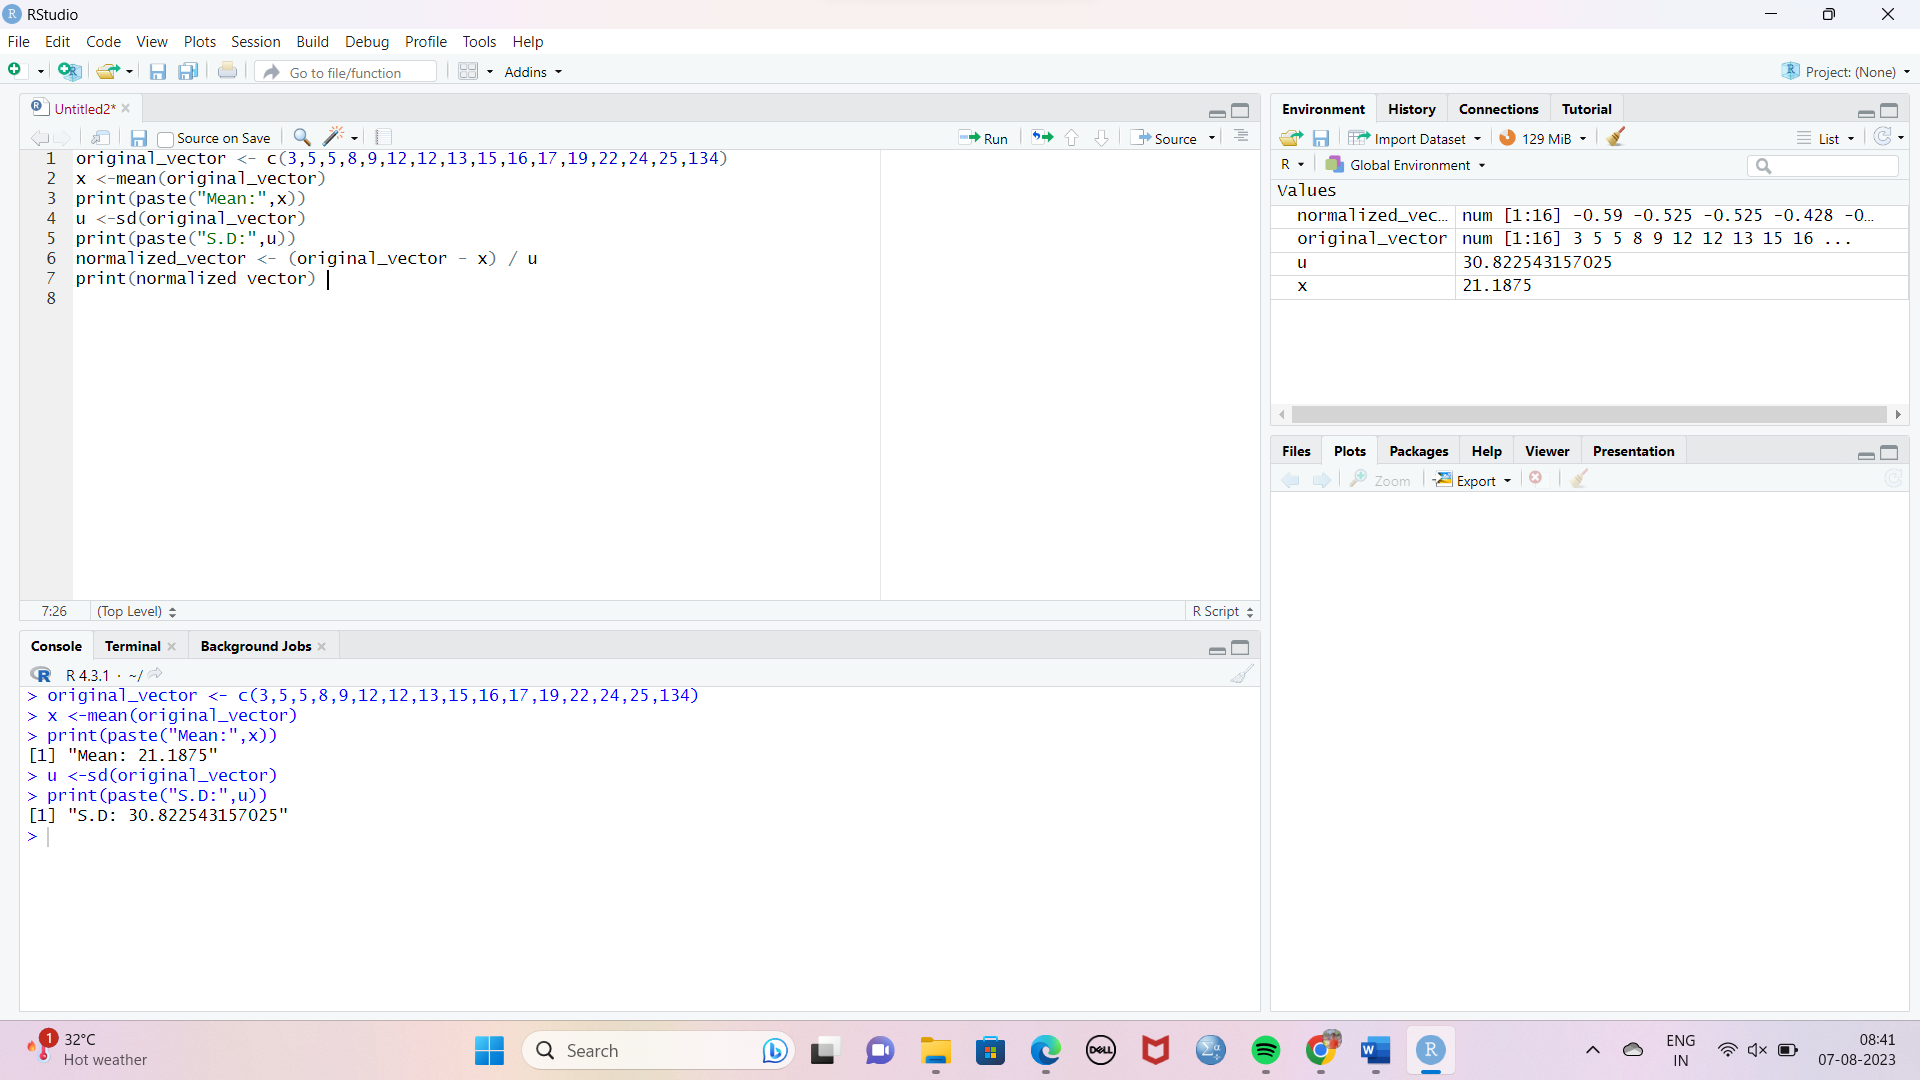 RStudio
File Edit Code View Plots Session Build Debug Profile Tools Help
Go to file/function Addins Project: (None)
Untitled2*
Source on Save Run Source
1 original_vector <- c(3,5,5,8,9,12,12,13,15,16,17,19,22,24,25,134)
2 x <-mean(original_vector)
3 print(paste("Mean:",x))
4 u <-sd(original_vector)
5 print(paste("S.D:",u))
6 normalized_vector <- (original_vector - x) / u
7 print(normalized vector)
8
7:26 (Top Level) R Script
Console Terminal Background Jobs
R 4.3.1 · ~/
> original_vector <- c(3,5,5,8,9,12,12,13,15,16,17,19,22,24,25,134)
> x <-mean(original_vector)
> print(paste("Mean:",x))
[1] "Mean: 21.1875"
> u <-sd(original_vector)
> print(paste("S.D:",u))
[1] "S.D: 30.822543157025"
>
Environment History Connections Tutorial
Import Dataset 129 MiB List
R Global Environment
Values
normalized_vec... num [1:16] -0.59 -0.525 -0.525 -0.428 -0...
original_vector num [1:16] 3 5 5 8 9 12 12 13 15 16 ...
u 30.822543157025
x 21.1875
Files Plots Packages Help Viewer Presentation
Zoom Export
1 32°C
Hot weather
Search
DELL
ENG
IN
08:41
07-08-2023